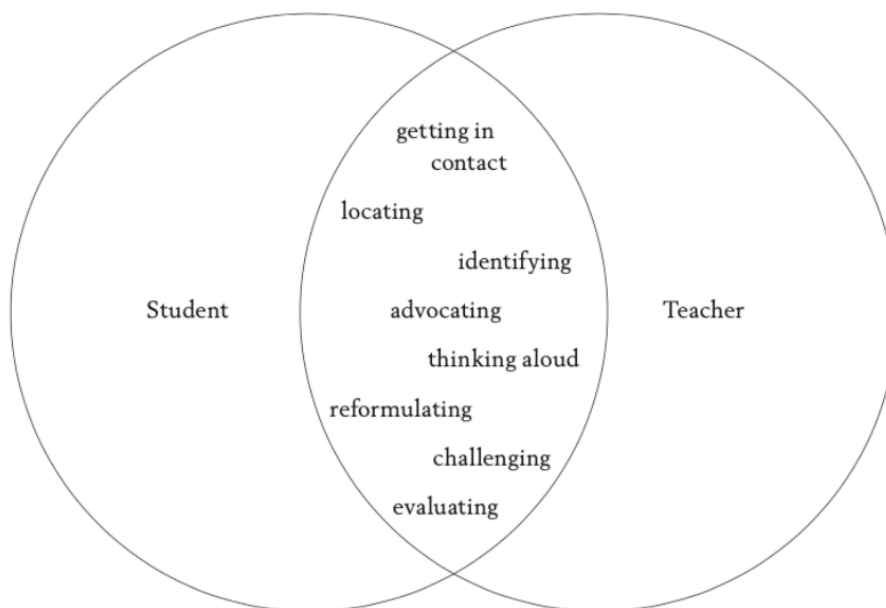 getting in
contact
locating
identifying
Student
advocating
Teacher
thinking aloud
reformulating
challenging
evaluating